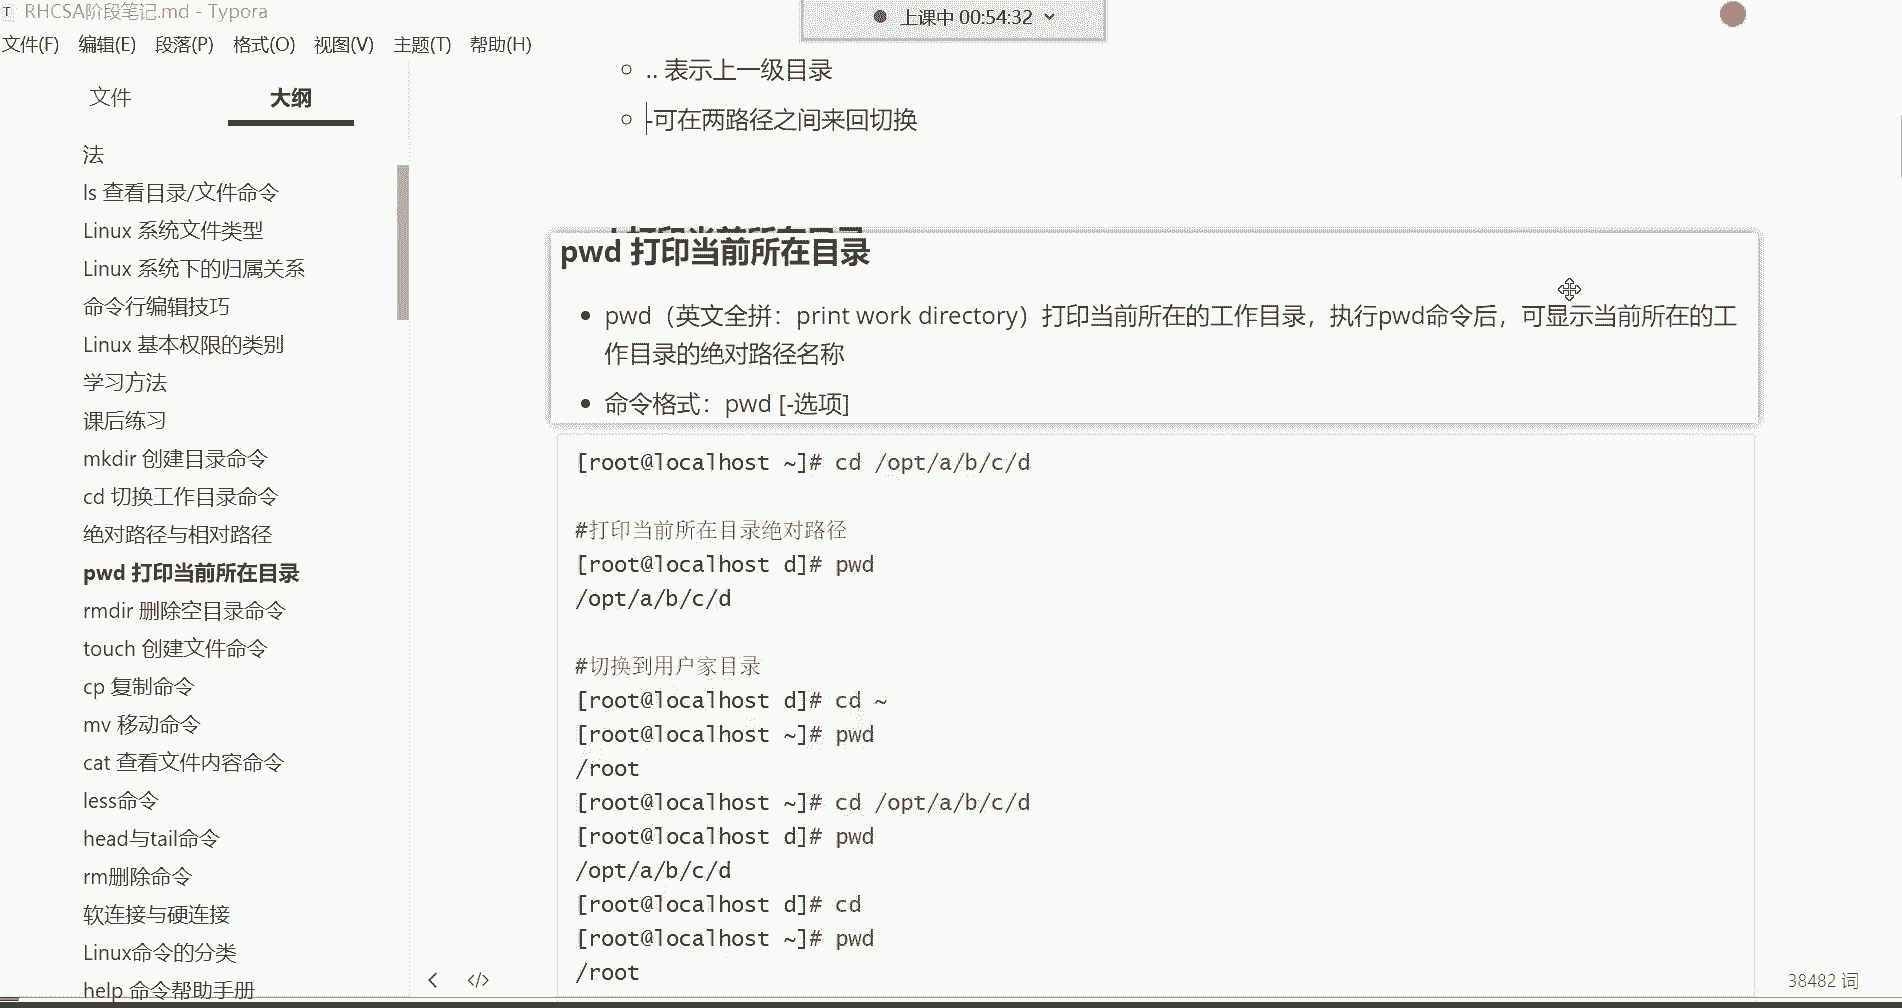 RHCSA阶段笔记.md - Typora
上课中 00:54:32
文件(F) 编辑(E) 段落(P) 格式(O) 视图(V) 主题(T) 帮助(H)
文件 大纲
法
ls 查看目录/文件命令
Linux 系统文件类型
Linux 系统下的归属关系
命令行编辑技巧
Linux 基本权限的类别
学习方法
课后练习
mkdir 创建目录命令
cd 切换工作目录命令
绝对路径与相对路径
pwd 打印当前所在目录
rmdir 删除空目录命令
touch 创建文件命令
cp 复制命令
mv 移动命令
cat 查看文件内容命令
less命令
head与tail命令
rm删除命令
软连接与硬连接
Linux命令的分类
help 命令帮助手册
.. 表示上一级目录
-可在两路径之间来回切换
pwd 打印当前所在目录
pwd（英文全拼：print work directory）打印当前所在的工作目录，执行pwd命令后，可显示当前所在的工
作目录的绝对路径名称
命令格式：pwd [-选项]
[root@localhost ~]# cd /opt/a/b/c/d
#打印当前所在目录绝对路径
[root@localhost d]# pwd
/opt/a/b/c/d
#切换到用户家目录
[root@localhost d]# cd ~
[root@localhost ~]# pwd
/root
[root@localhost ~]# cd /opt/a/b/c/d
[root@localhost d]# pwd
/opt/a/b/c/d
[root@localhost d]# cd
[root@localhost ~]# pwd
/root
38482 词